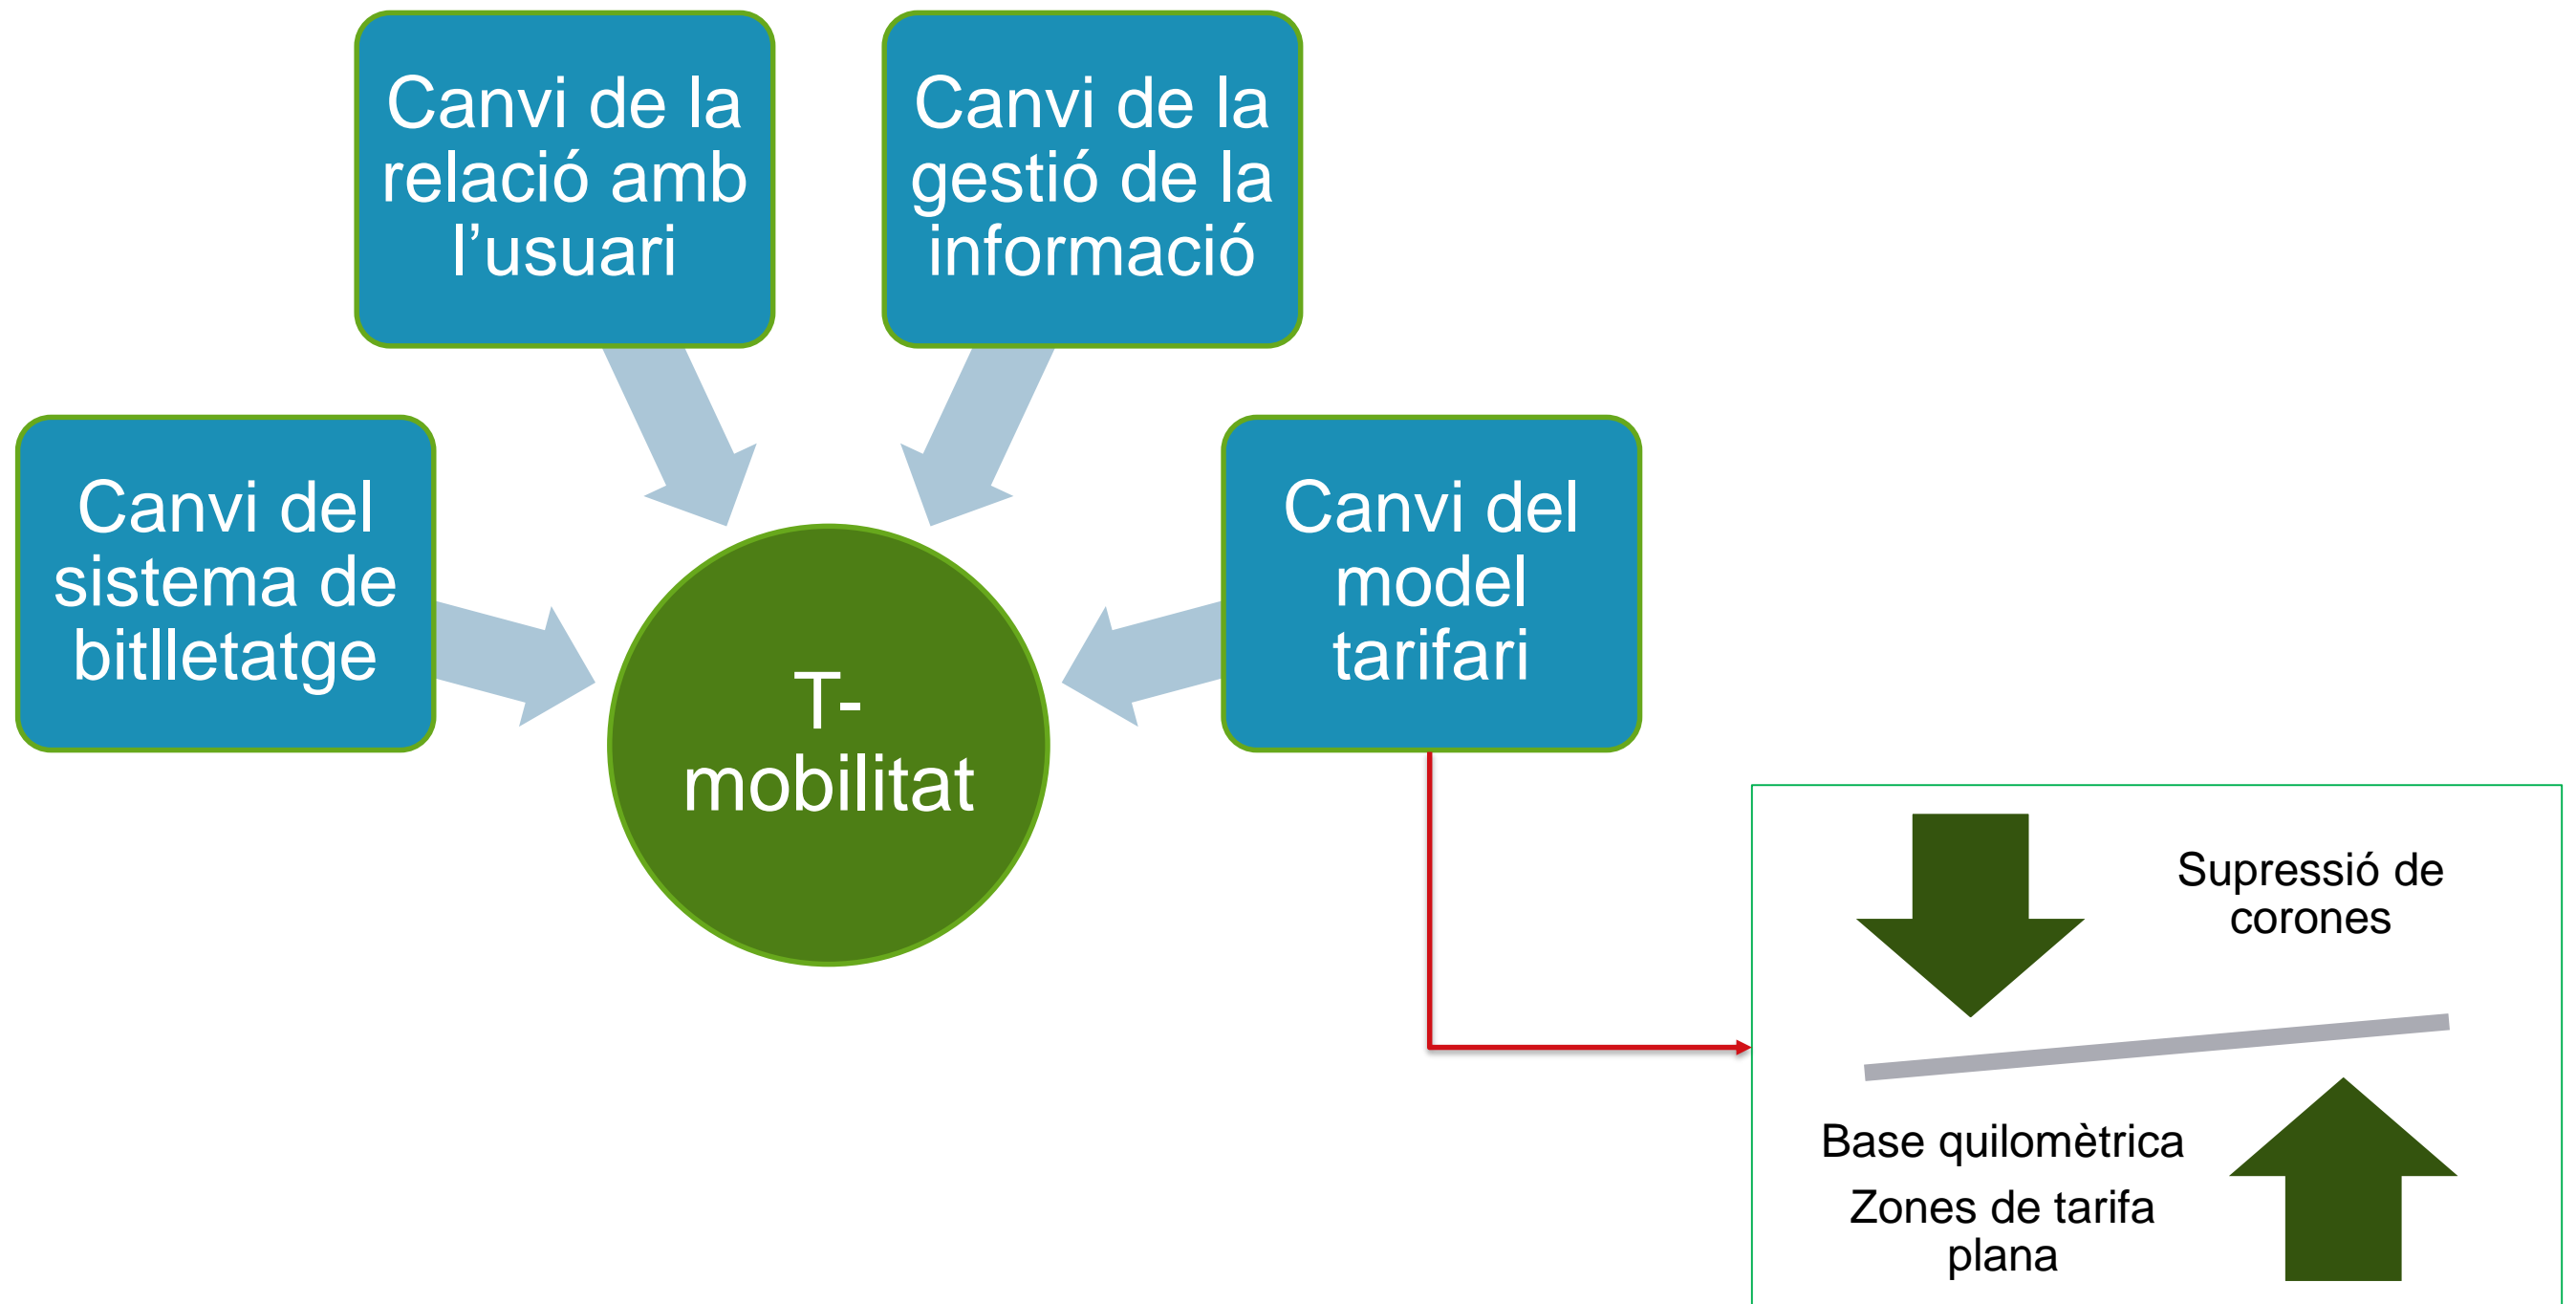 Canvi de la
relació amb
l’usuari
Canvi de la
gestió de la
informació
Canvi del
sistema de
bitlletatge
Canvi del
model
tarifari
T-
mobilitat
Supressió de
corones
Base quilomètrica
Zones de tarifa
plana